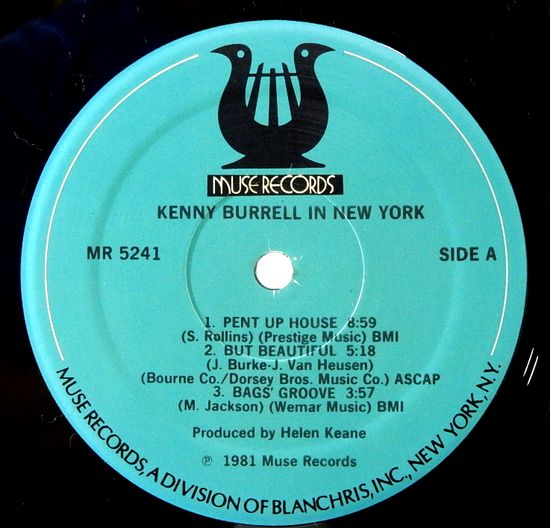 MUSE RECORDS
KENNY BURRELL IN NEW YORK
MR 5241
SIDE A
1. PENT UP HOUSE 8:59
(S. Rollins) (Prestige Music) BMI
2. BUT BEAUTIFUL 5:18
(J. Burke-J. Van Heusen)
(Bourne Co./Dorsey Bros. Music Co.) ASCAP
3. BAGS' GROOVE 3:57
(M. Jackson) (Wemar Music) BMI
Produced by Helen Keane
℗ 1981 Muse Records
MUSE RECORDS, A DIVISION OF BLANCHRIS, INC., NEW YORK, N.Y.